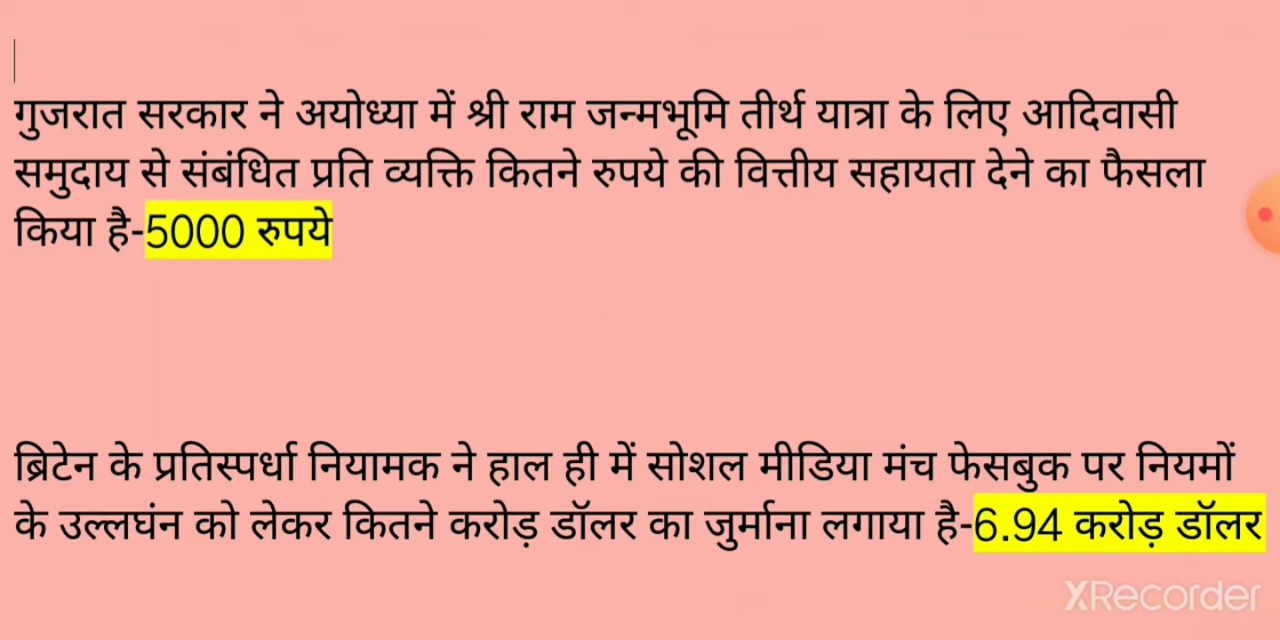 गुजरात सरकार ने अयोध्या में श्री राम जन्मभूमि तीर्थ यात्रा के लिए आदिवासी
समुदाय से संबंधित प्रति व्यक्ति कितने रुपये की वित्तीय सहायता देने का फैसला
किया है-5000 रुपये
ब्रिटेन के प्रतिस्पर्धा नियामक ने हाल ही में सोशल मीडिया मंच फेसबुक पर नियमों
के उल्लघंन को लेकर कितने करोड़ डॉलर का जुर्माना लगाया है-6.94 करोड़ डॉलर
XRecorder